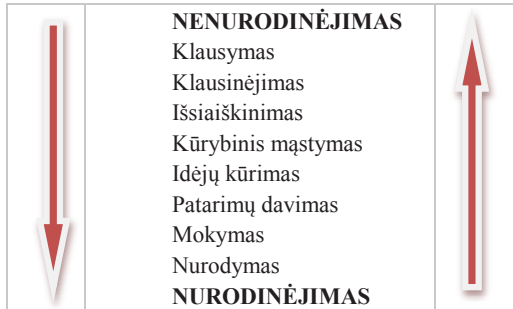 NENURODINĖJIMAS
Klausymas
Klausinėjimas
Išsiaiškinimas
Kūrybinis mąstymas
Idėjų kūrimas
Patarimų davimas
Mokymas
Nurodymas
NURODINĖJIMAS